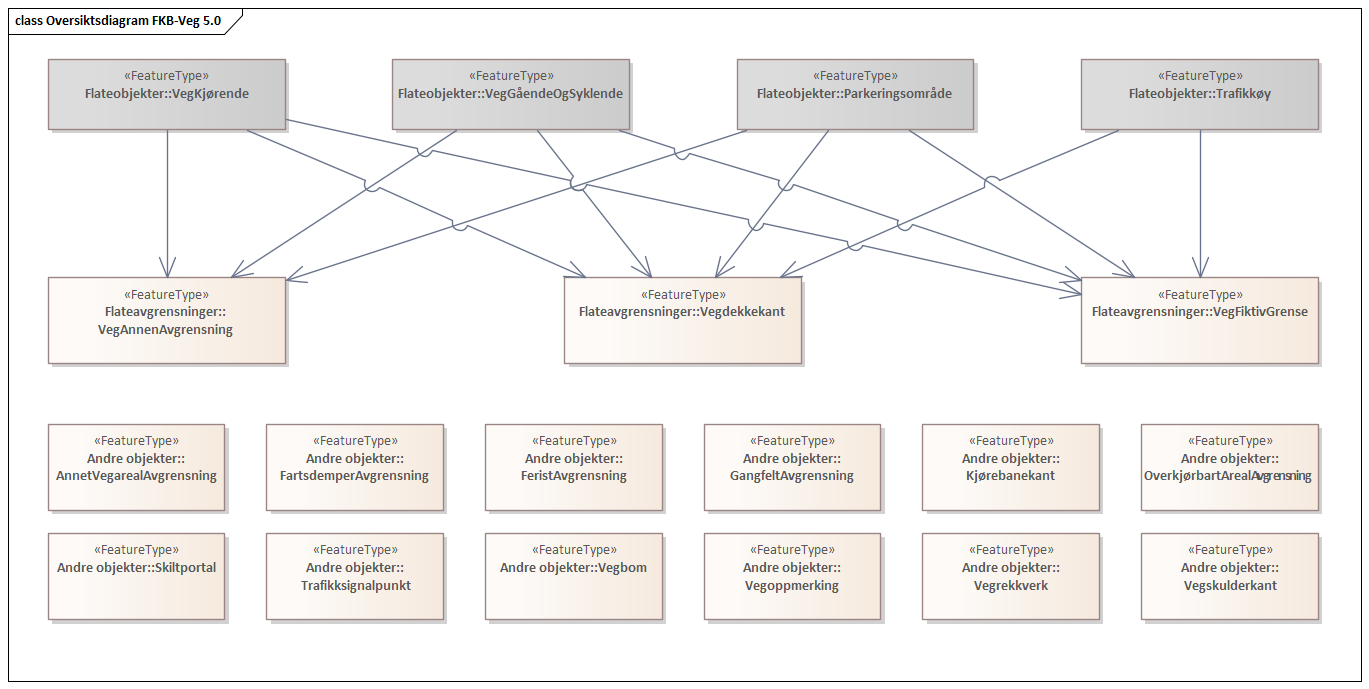 class Oversiktsdiagram FKB-Veg 5.0
«FeatureType»
Flateobjekter::VegKjørende
«FeatureType»
Flateobjekter::VegGåendeOgSyklende
«FeatureType»
Flateobjekter::Parkeringsområde
«FeatureType»
Flateobjekter::Trafikkøy
«FeatureType»
Flateavgrensninger::
VegAnnenAvgrensning
«FeatureType»
Flateavgrensninger::Vegdekkekant
«FeatureType»
Flateavgrensninger::VegFiktivGrense
«FeatureType»
Andre objekter::
AnnetVegarealAvgrensning
«FeatureType»
Andre objekter::
FartsdemperAvgrensning
«FeatureType»
Andre objekter::
FeristAvgrensning
«FeatureType»
Andre objekter::
GangfeltAvgrensning
«FeatureType»
Andre objekter::
Kjørebanekant
«FeatureType»
Andre objekter::
OverkjørbartArealAvgrensning
«FeatureType»
Andre objekter::Skiltportal
«FeatureType»
Andre objekter::
Trafikksignalpunkt
«FeatureType»
Andre objekter::Vegbom
«FeatureType»
Andre objekter::
Vegoppmerking
«FeatureType»
Andre objekter::
Vegrekkverk
«FeatureType»
Andre objekter::
Vegskulderkant